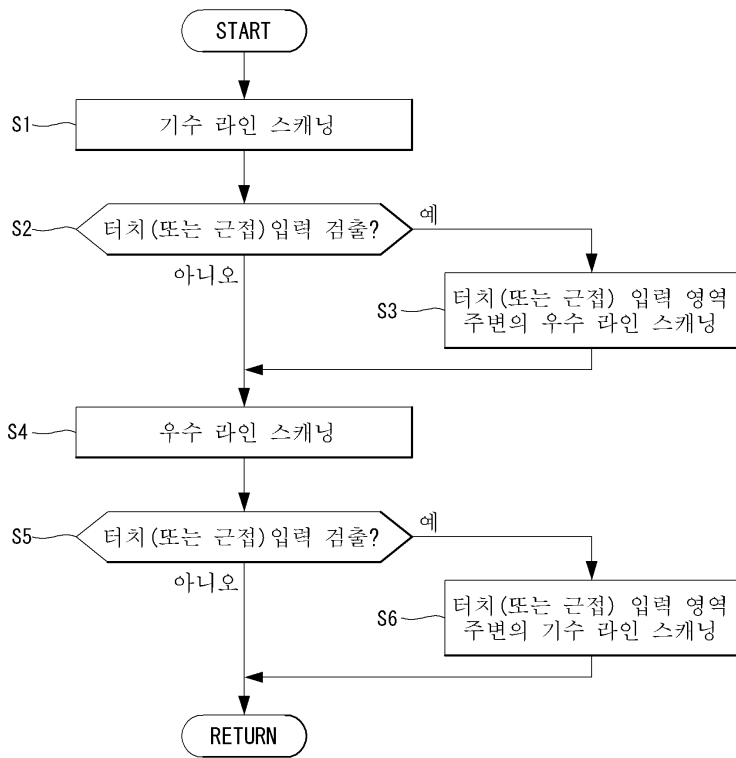 START
S1
기수 라인 스캐닝
S2
터치(또는 근접)입력 검출?
예
아니오
S3
터치(또는 근접) 입력 영역
주변의 우수 라인 스캐닝
S4
우수 라인 스캐닝
S5
터치(또는 근접)입력 검출?
예
아니오
S6
터치(또는 근접) 입력 영역
주변의 기수 라인 스캐닝
RETURN